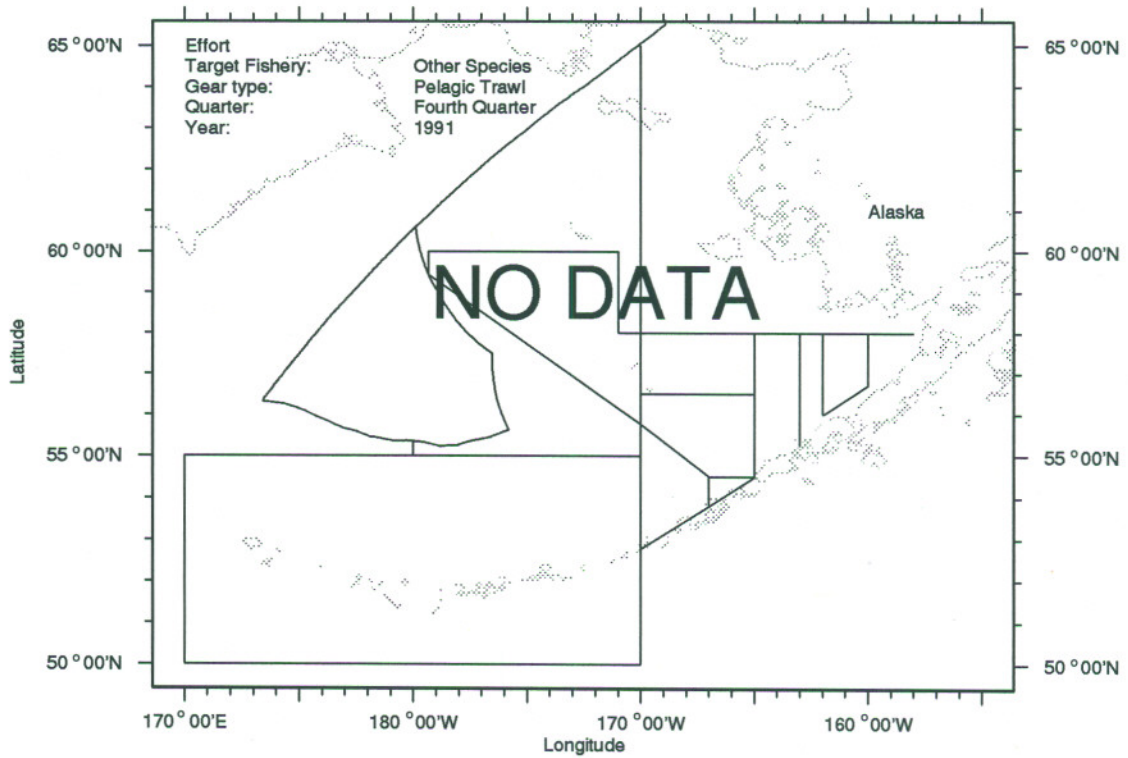 Effort
Target Fishery: Other Species
Gear type: Pelagic Trawl
Quarter: Fourth Quarter
Year: 1991
65°00'N 65°00'N
Alaska
60°00'N 60°00'N
NO DATA
Latitude
55°00'N 55°00'N
50°00'N 50°00'N
170°00'E 180°00'W 170°00'W 160°00'W
Longitude